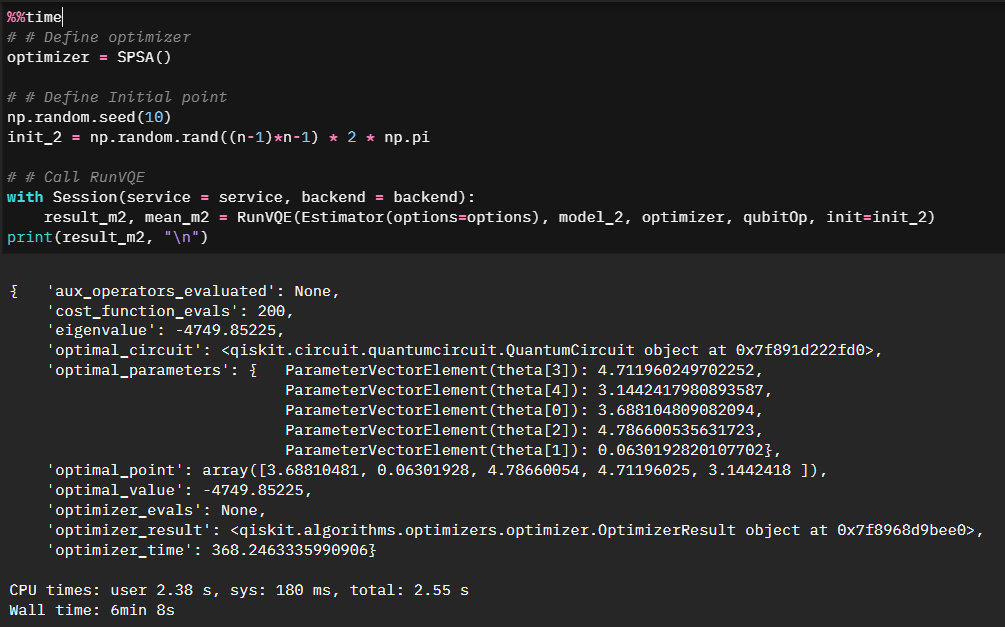 %%time
# # Define optimizer
optimizer = SPSA()
# # Define Initial point
np.random.seed(10)
init_2 = np.random.rand((n-1)*n-1) * 2 * np.pi
# # Call RunVQE
with Session(service = service, backend = backend):
    result_m2, mean_m2 = RunVQE(Estimator(options=options), model_2, optimizer, qubitOp, init=init_2)
print(result_m2, "\n")
{   'aux_operators_evaluated': None,
    'cost_function_evals': 200,
    'eigenvalue': -4749.85225,
    'optimal_circuit': <qiskit.circuit.quantumcircuit.QuantumCircuit object at 0x7f891d222fd0>,
    'optimal_parameters': {   ParameterVectorElement(theta[3]): 4.711960249702252,
                              ParameterVectorElement(theta[4]): 3.1442417980893587,
                              ParameterVectorElement(theta[0]): 3.688104809082094,
                              ParameterVectorElement(theta[2]): 4.786600535631723,
                              ParameterVectorElement(theta[1]): 0.0630192820107702},
    'optimal_point': array([3.68810481, 0.06301928, 4.78660054, 4.71196025, 3.1442418 ]),
    'optimal_value': -4749.85225,
    'optimizer_evals': None,
    'optimizer_result': <qiskit.algorithms.optimizers.optimizer.OptimizerResult object at 0x7f8968d9bee0>,
    'optimizer_time': 368.2463335990906}
CPU times: user 2.38 s, sys: 180 ms, total: 2.55 s
Wall time: 6min 8s